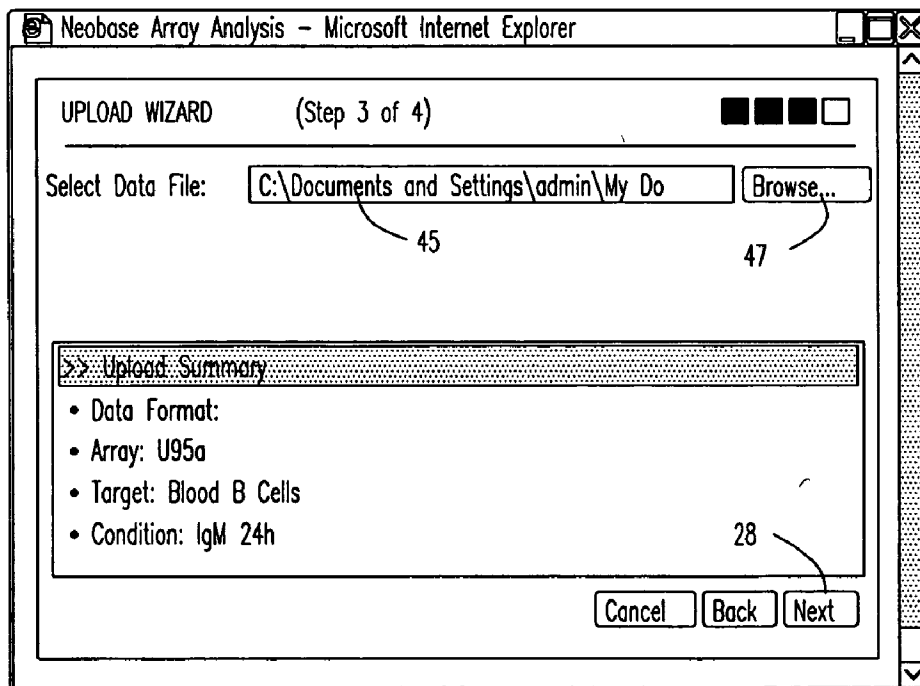 Neobase Array Analysis – Microsoft Internet Explorer
UPLOAD WIZARD (Step 3 of 4)
Select Data File: C:\Documents and Settings\admin\My Do Browse...
45
47
>> Upload Summary
• Data Format:
• Array: U95a
• Target: Blood B Cells
• Condition: IgM 24h
28
Cancel Back Next